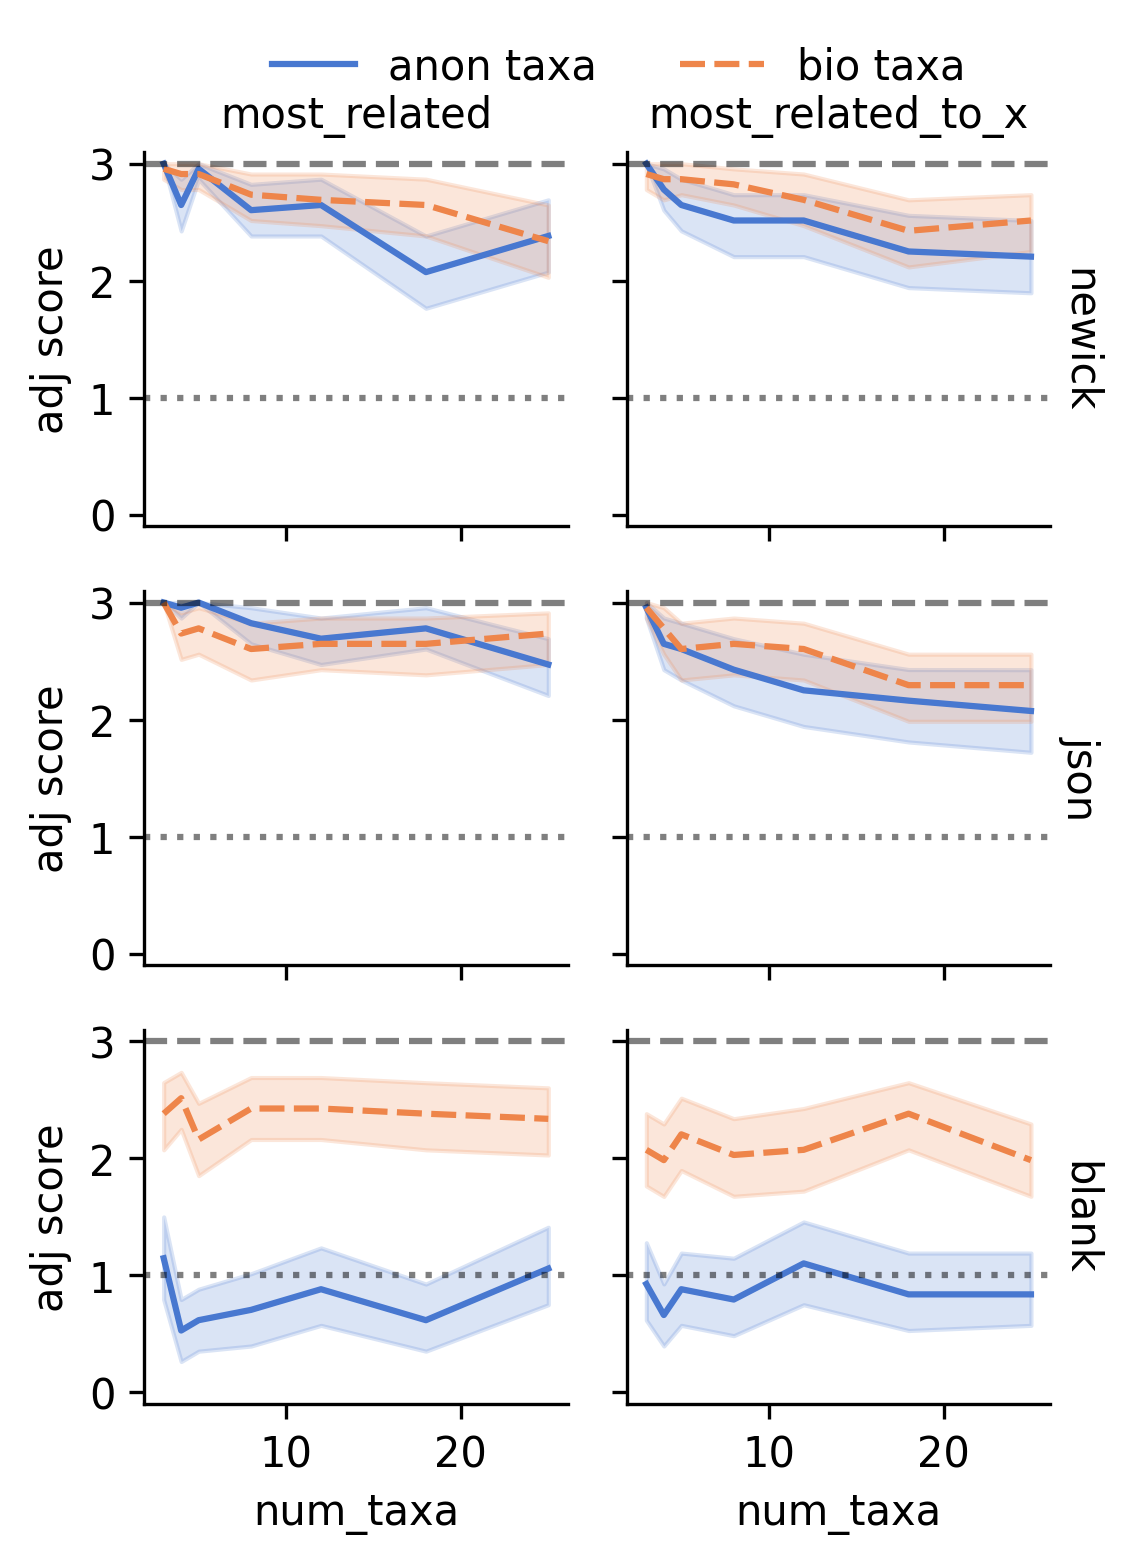 anon taxa bio taxa
most_related most_related_to_x
3
2
1
0
adj score
newick
3
2
1
0
adj score
json
3
2
1
0
adj score
blank
10 20 10 20
num_taxa num_taxa